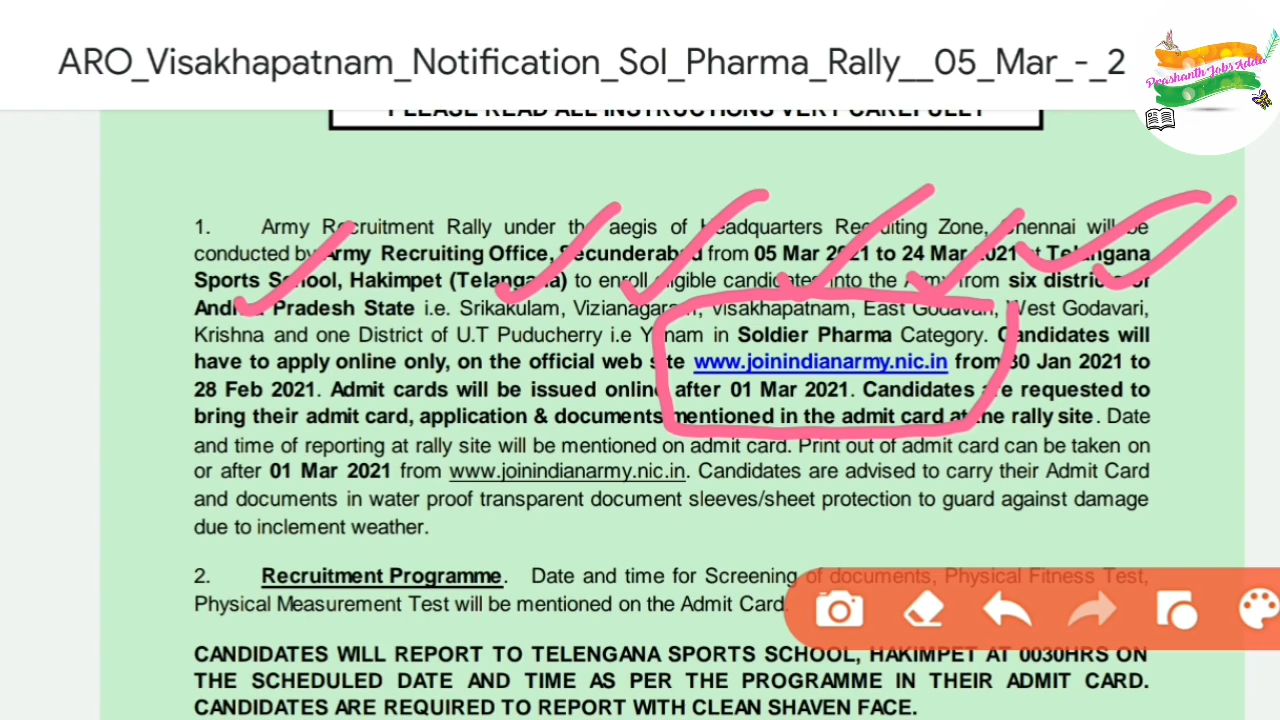 ARO_Visakhapatnam_Notification_Sol_Pharma_Rally__05_Mar_-_2
Prashanth Jobs Adda
PLEASE READ ALL INSTRUCTIONS VERY CAREFULLY
1. Army Recruitment Rally under the aegis of Headquarters Recruiting Zone, Chennai will be
conducted by Army Recruiting Office, Secunderabad from 05 Mar 2021 to 24 Mar 2021 at Telangana
Sports School, Hakimpet (Telangana) to enroll eligible candidates into the Army from six districts of
Andhra Pradesh State i.e. Srikakulam, Vizianagaram, Visakhapatnam, East Godavari, West Godavari,
Krishna and one District of U.T Puducherry i.e Yanam in Soldier Pharma Category. Candidates will
have to apply online only, on the official web site www.joinindianarmy.nic.in from 30 Jan 2021 to
28 Feb 2021. Admit cards will be issued online after 01 Mar 2021. Candidates are requested to
bring their admit card, application & documents mentioned in the admit card at the rally site. Date
and time of reporting at rally site will be mentioned on admit card. Print out of admit card can be taken on
or after 01 Mar 2021 from www.joinindianarmy.nic.in. Candidates are advised to carry their Admit Card
and documents in water proof transparent document sleeves/sheet protection to guard against damage
due to inclement weather.
2. Recruitment Programme. Date and time for Screening of documents, Physical Fitness Test,
Physical Measurement Test will be mentioned on the Admit Card.
CANDIDATES WILL REPORT TO TELENGANA SPORTS SCHOOL, HAKIMPET AT 0030HRS ON
THE SCHEDULED DATE AND TIME AS PER THE PROGRAMME IN THEIR ADMIT CARD.
CANDIDATES ARE REQUIRED TO REPORT WITH CLEAN SHAVEN FACE.